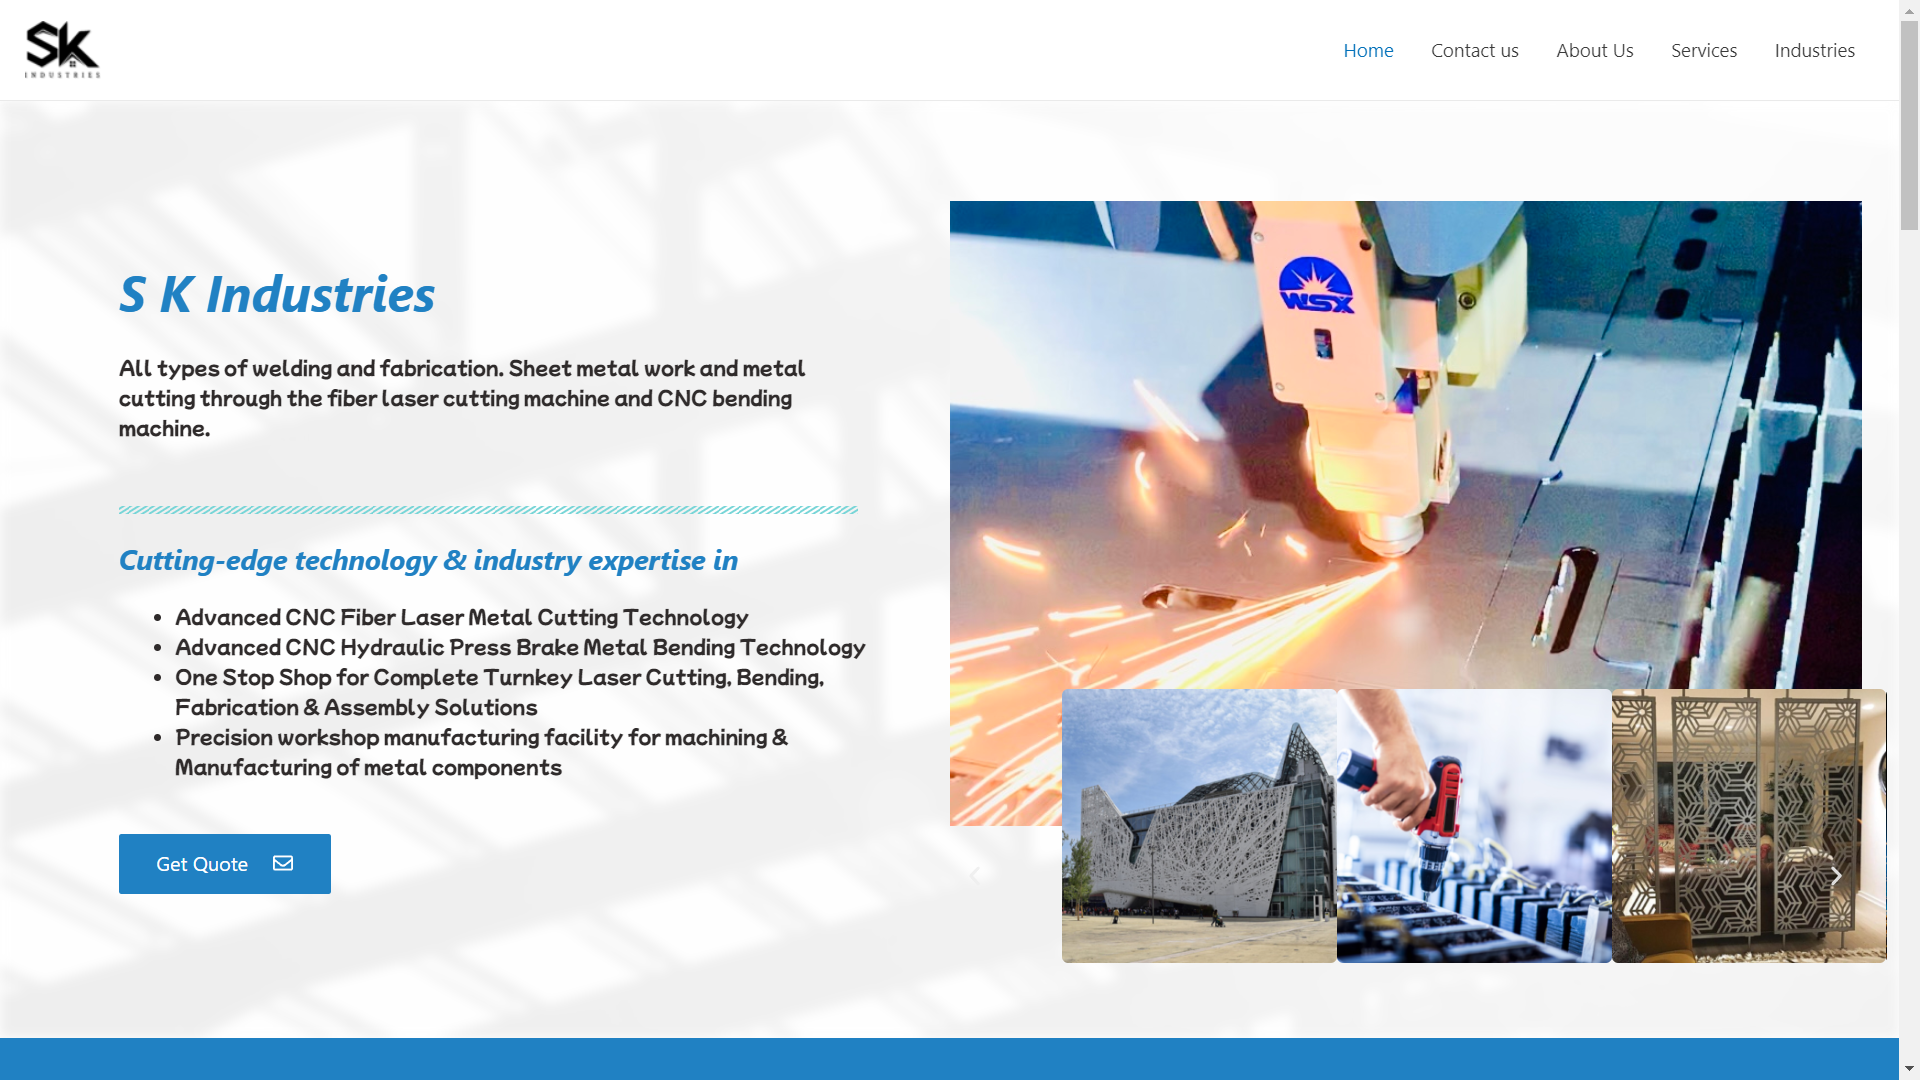 SK
INDUSTRIES
Home
Contact us
About Us
Services
Industries
S K Industries
All types of welding and fabrication. Sheet metal work and metal
cutting through the fiber laser cutting machine and CNC bending
machine.
Cutting-edge technology & industry expertise in
Advanced CNC Fiber Laser Metal Cutting Technology
Advanced CNC Hydraulic Press Brake Metal Bending Technology
One Stop Shop for Complete Turnkey Laser Cutting, Bending,
Fabrication & Assembly Solutions
Precision workshop manufacturing facility for machining &
Manufacturing of metal components
Get Quote
WSX